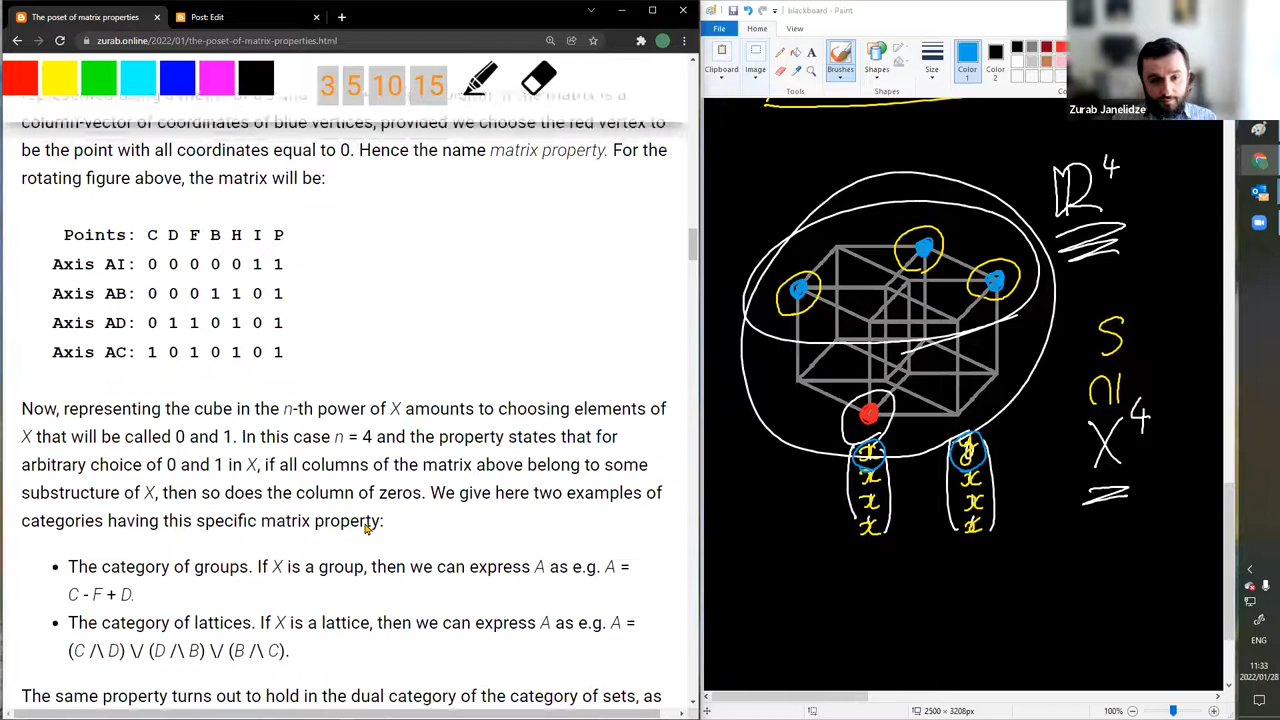 The poset of matrix properties
Post: Edit
zurab.online/2022/01/the-poset-of-matrix-properties.html
3 5 10 15
column-vector of coordinates of blue vertices, provided we choose the red vertex to
be the point with all coordinates equal to 0. Hence the name matrix property. For the
rotating figure above, the matrix will be:
Points: C D F B H I P
Axis AI: 0 0 0 0 0 1 1
Axis AB: 0 0 0 1 1 0 1
Axis AD: 0 1 1 0 1 0 1
Axis AC: 1 0 1 0 1 0 1
Now, representing the cube in the n-th power of X amounts to choosing elements of
X that will be called 0 and 1. In this case n = 4 and the property states that for
arbitrary choice of 0 and 1 in X, if all columns of the matrix above belong to some
substructure of X, then so does the column of zeros. We give here two examples of
categories having this specific matrix property:
• The category of groups. If X is a group, then we can express A as e.g. A =
C - F + D.
• The category of lattices. If X is a lattice, then we can express A as e.g. A =
(C /\ D) \/ (D /\ B) \/ (B /\ C).
The same property turns out to hold in the dual category of the category of sets, as
blackboard - Paint
File Home View
Clipboard Image Brushes Shapes Size Color 1 Color 2
Tools Shapes Colors
Zurab Janelidze
ℝ⁴
S
X⁴
x y
x x
x x
x x
2500 × 3208px
100%
ENG
11:33
2022/01/28